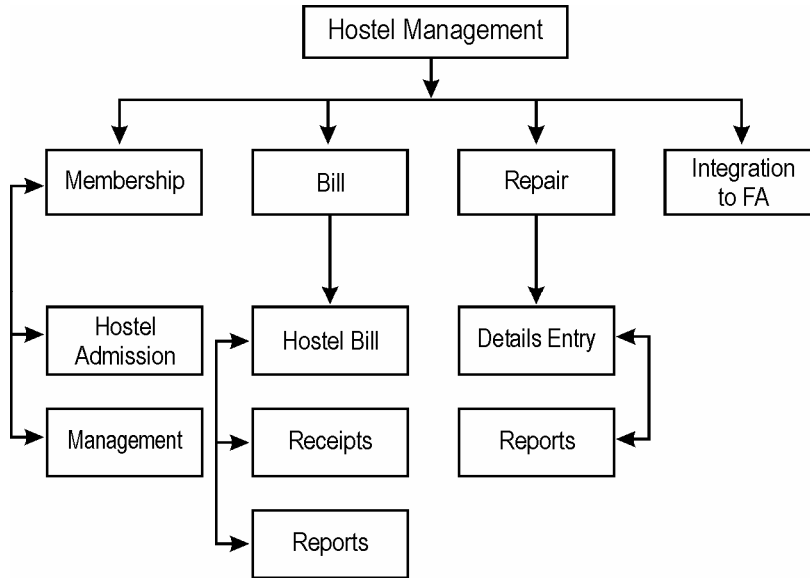 Hostel Management
Membership
Bill
Repair
Integration
to FA
Hostel
Admission
Hostel Bill
Details Entry
Management
Receipts
Reports
Reports